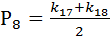 P₈ = (k₁₇ + k₁₈) / 2